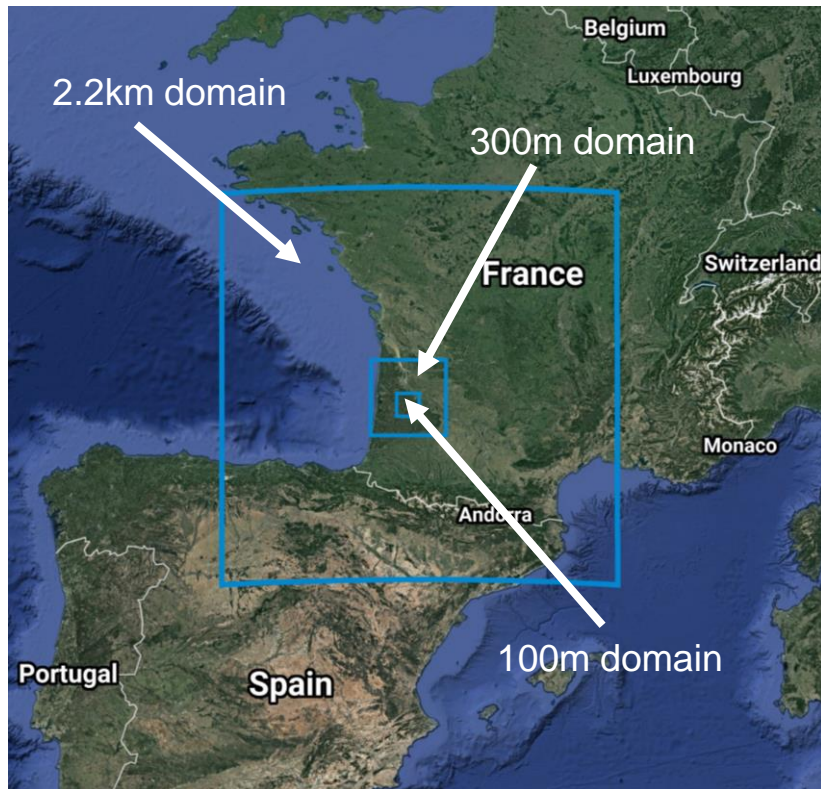 Belgium
Luxembourg
2.2km domain
300m domain
Switzerland
France
Monaco
Andorra
100m domain
Portugal
Spain